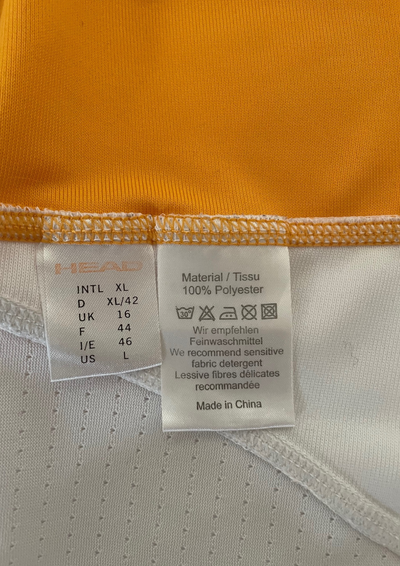 HEAD
INTL XL
D XL/42
UK 16
F 44
I/E 46
US L
Material / Tissu
100% Polyester
Wir empfehlen
Feinwaschmittel
We recommend sensitive
fabric detergent
Lessive fibres délicates
recommandée
Made in China